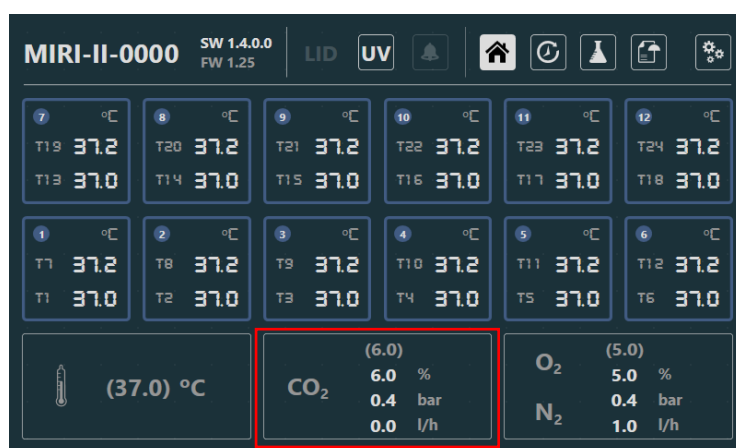 MIRI-II-0000 SW 1.4.0.0 LID UV
FW 1.25
7 °C 8 °C 9 °C 10 °C 11 °C 12 °C
T19 37.2 T20 37.2 T21 37.2 T22 37.2 T23 37.2 T24 37.2
T13 37.0 T14 37.0 T15 37.0 T16 37.0 T17 37.0 T18 37.0
1 °C 2 °C 3 °C 4 °C 5 °C 6 °C
T7 37.2 T8 37.2 T9 37.2 T10 37.2 T11 37.2 T12 37.2
T1 37.0 T2 37.0 T3 37.0 T4 37.0 T5 37.0 T6 37.0
(37.0) °C
CO₂
(6.0)
6.0 %
0.4 bar
0.0 l/h
O₂ (5.0)
5.0 %
N₂ 0.4 bar
1.0 l/h